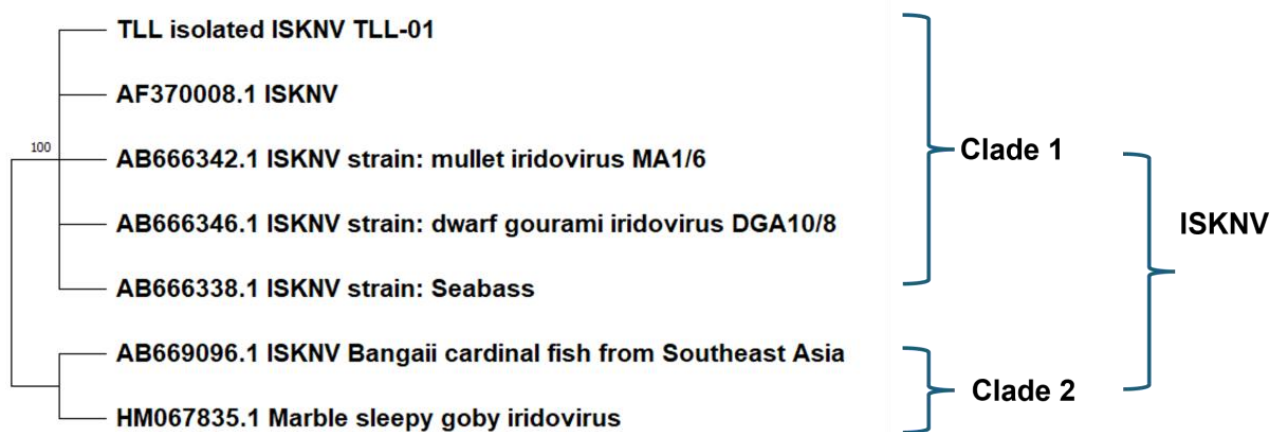 TLL isolated ISKNV TLL-01
AF370008.1 ISKNV
100
AB666342.1 ISKNV strain: mullet iridovirus MA1/6
AB666346.1 ISKNV strain: dwarf gourami iridovirus DGA10/8
AB666338.1 ISKNV strain: Seabass
AB669096.1 ISKNV Bangaii cardinal fish from Southeast Asia
HM067835.1 Marble sleepy goby iridovirus
Clade 1
Clade 2
ISKNV